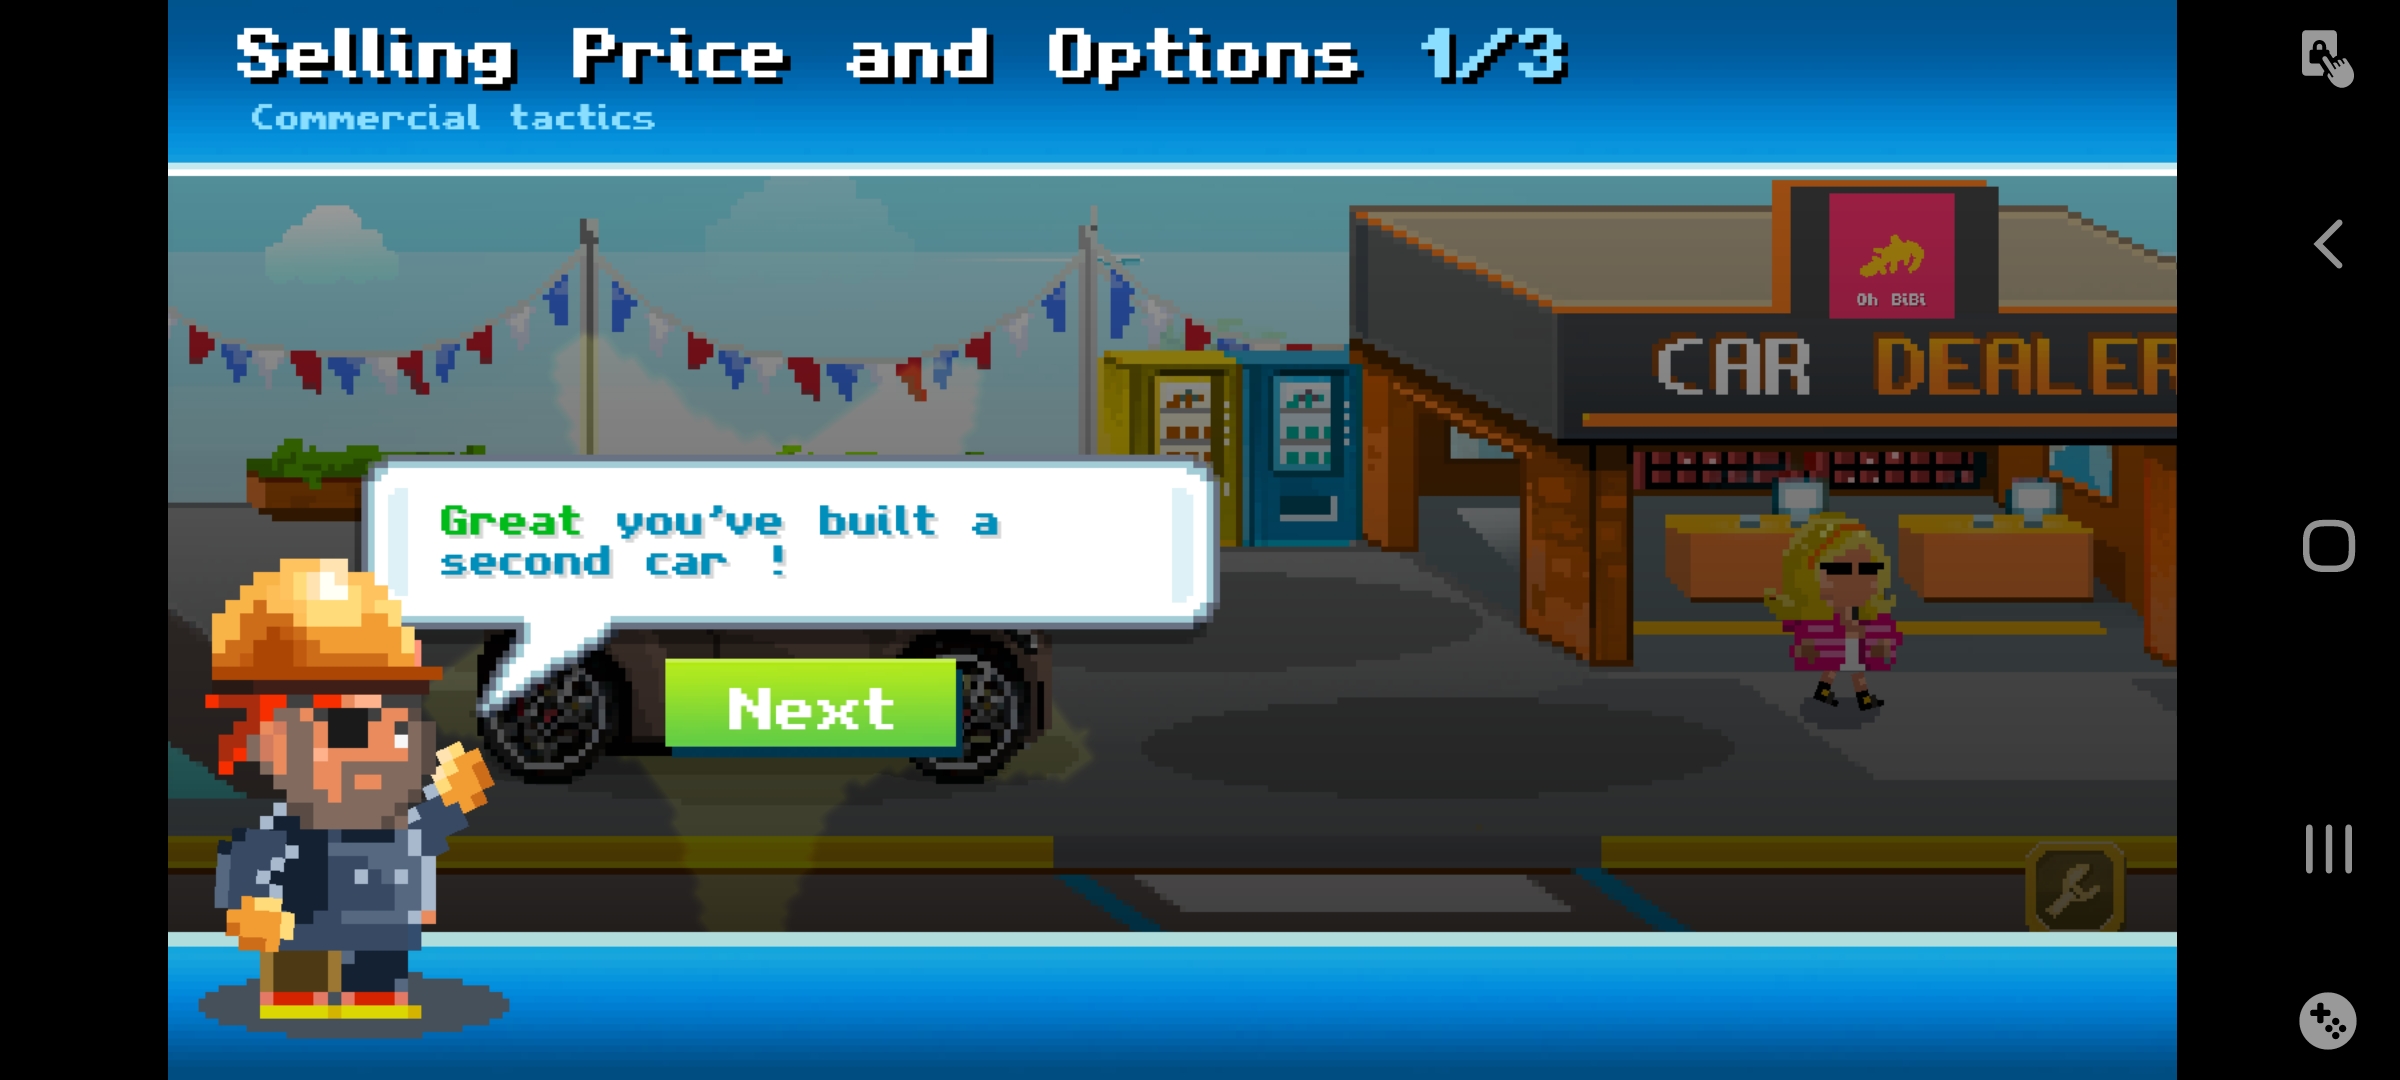 Selling Price and Options 1/3
Commercial tactics
Oh BiBi
CAR DEALER
Great you've built a
second car !
Next